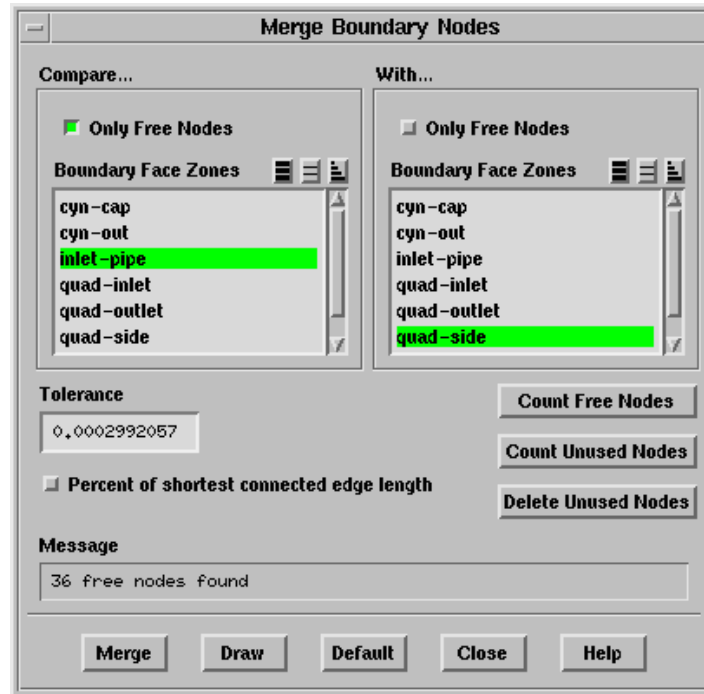 Merge Boundary Nodes
Compare...
Only Free Nodes
Boundary Face Zones
cyn-cap
cyn-out
inlet-pipe
quad-inlet
quad-outlet
quad-side
With...
Only Free Nodes
Boundary Face Zones
cyn-cap
cyn-out
inlet-pipe
quad-inlet
quad-outlet
quad-side
Tolerance
0.0002992057
Percent of shortest connected edge length
Count Free Nodes
Count Unused Nodes
Delete Unused Nodes
Message
36 free nodes found
Merge Draw Default Close Help